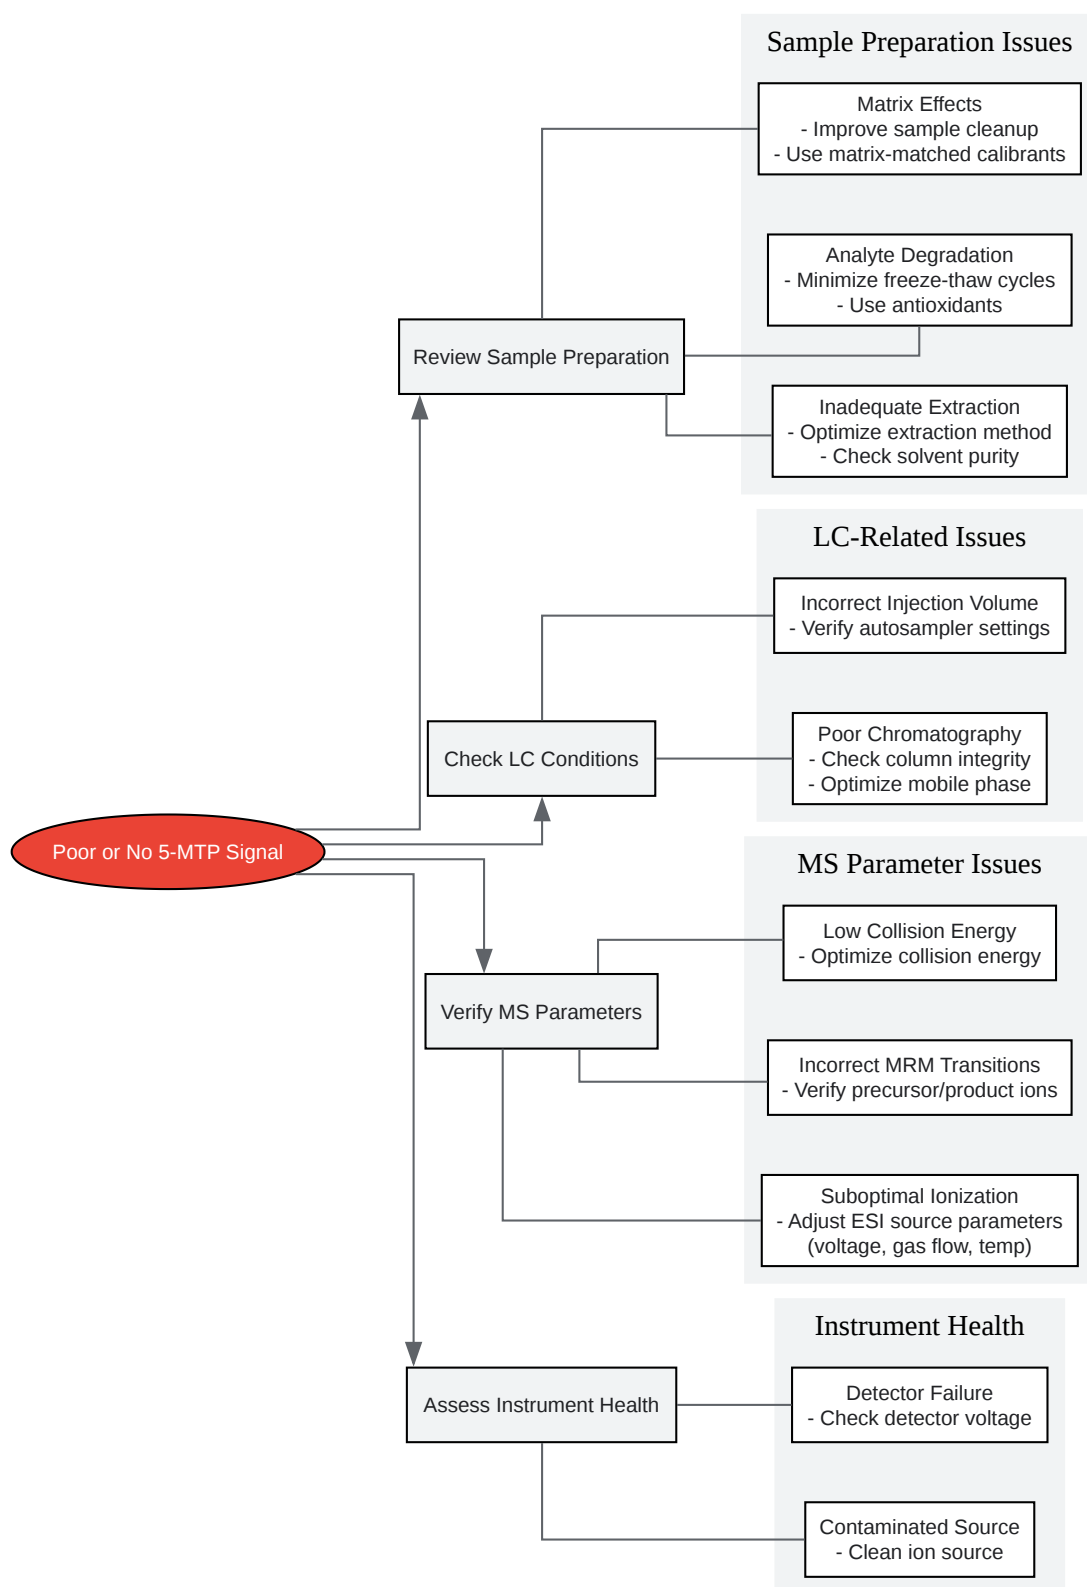 Sample Preparation Issues
Matrix Effects
- Improve sample cleanup
- Use matrix-matched calibrants
Analyte Degradation
- Minimize freeze-thaw cycles
- Use antioxidants
Review Sample Preparation
Inadequate Extraction
- Optimize extraction method
- Check solvent purity
LC-Related Issues
Incorrect Injection Volume
- Verify autosampler settings
Check LC Conditions
Poor Chromatography
- Check column integrity
- Optimize mobile phase
Poor or No 5-MTP Signal
MS Parameter Issues
Low Collision Energy
- Optimize collision energy
Verify MS Parameters
Incorrect MRM Transitions
- Verify precursor/product ions
Suboptimal Ionization
- Adjust ESI source parameters
(voltage, gas flow, temp)
Instrument Health
Assess Instrument Health
Detector Failure
- Check detector voltage
Contaminated Source
- Clean ion source